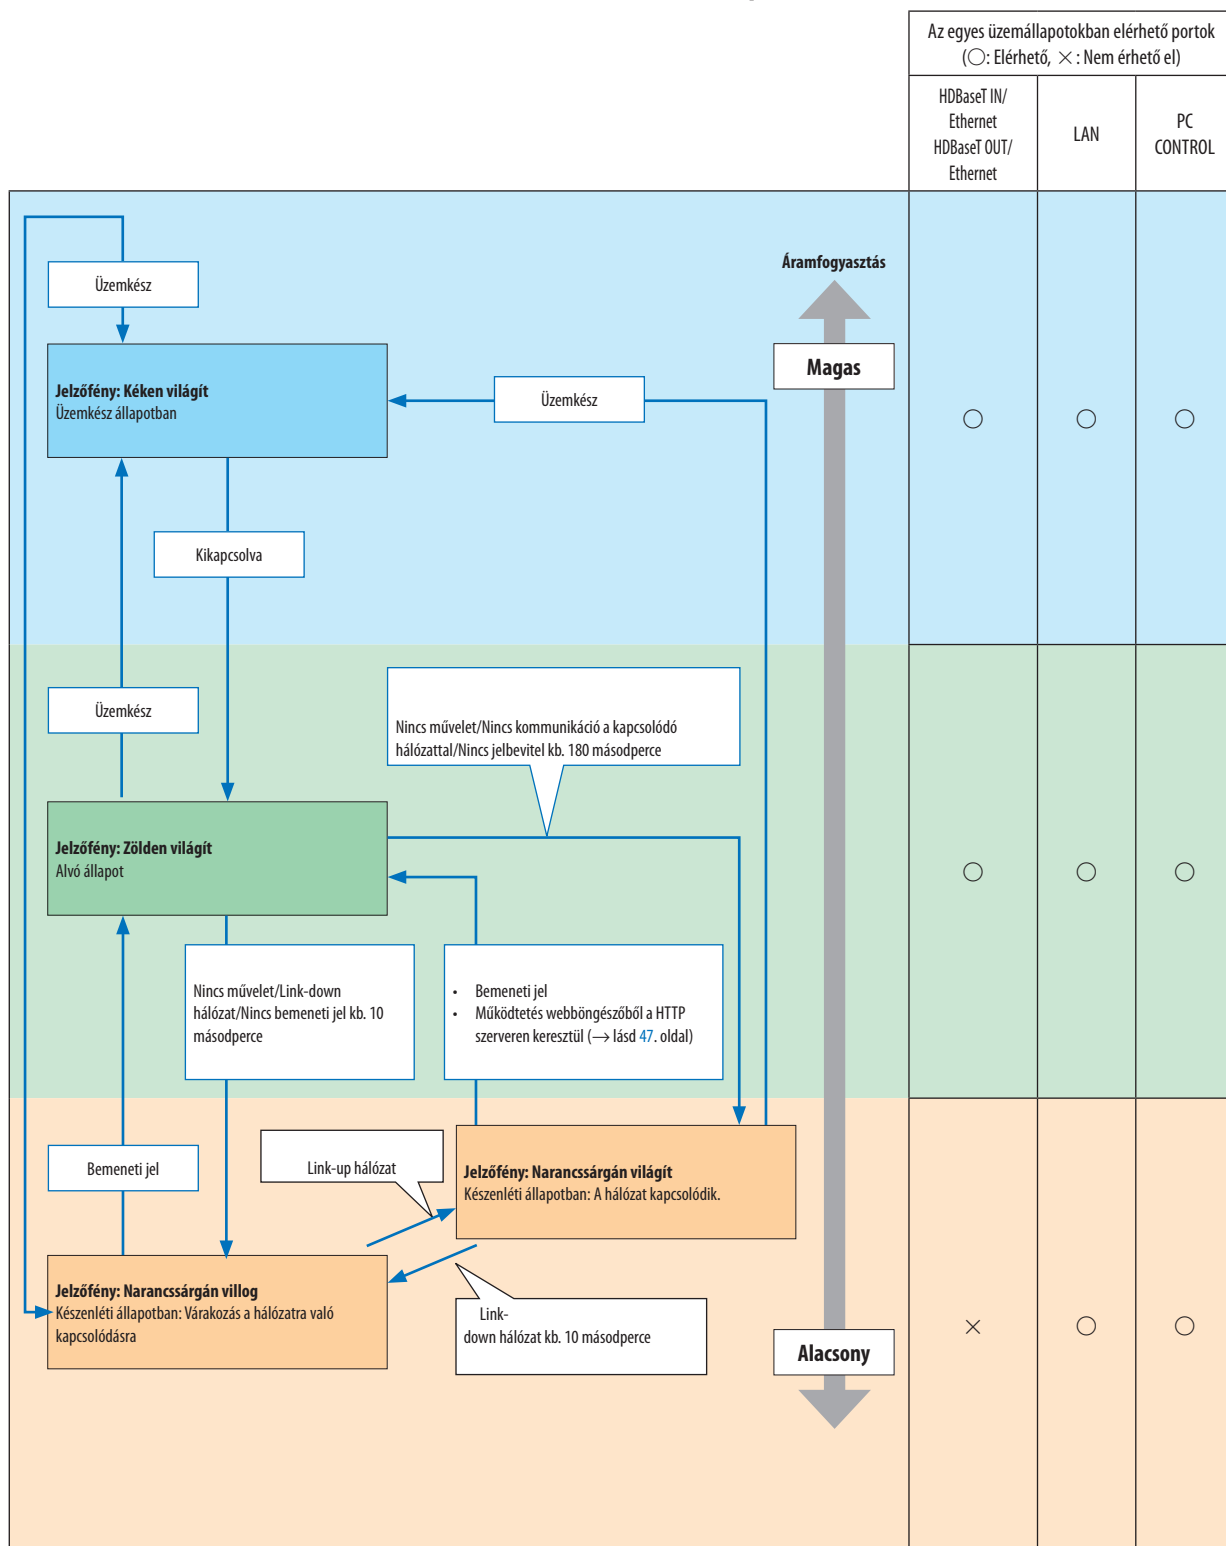 Az egyes üzemállapotokban elérhető portok
(○: Elérhető, ×: Nem érhető el)
HDBaseT IN/
Ethernet
HDBaseT OUT/
Ethernet
LAN
PC
CONTROL
Áramfogyasztás
Üzemkész
Magas
Jelzőfény: Kéken világít
Üzemkész állapotban
Üzemkész
○ ○ ○
Kikapcsolva
Üzemkész
Nincs művelet/Nincs kommunikáció a kapcsolódó
hálózattal/Nincs jelbevitel kb. 180 másodperce
Jelzőfény: Zölden világít
Alvó állapot
○ ○ ○
Nincs művelet/Link-down
hálózat/Nincs bemeneti jel kb. 10
másodperce
• Bemeneti jel
• Működtetés webböngészőből a HTTP
szerveren keresztül (→ lásd 47. oldal)
Bemeneti jel
Link-up hálózat
Jelzőfény: Narancssárgán világít
Készenléti állapotban: A hálózat kapcsolódik.
Jelzőfény: Narancssárgán villog
Készenléti állapotban: Várakozás a hálózatra való
kapcsolódásra
Link-
down hálózat kb. 10 másodperce
Alacsony
× ○ ○